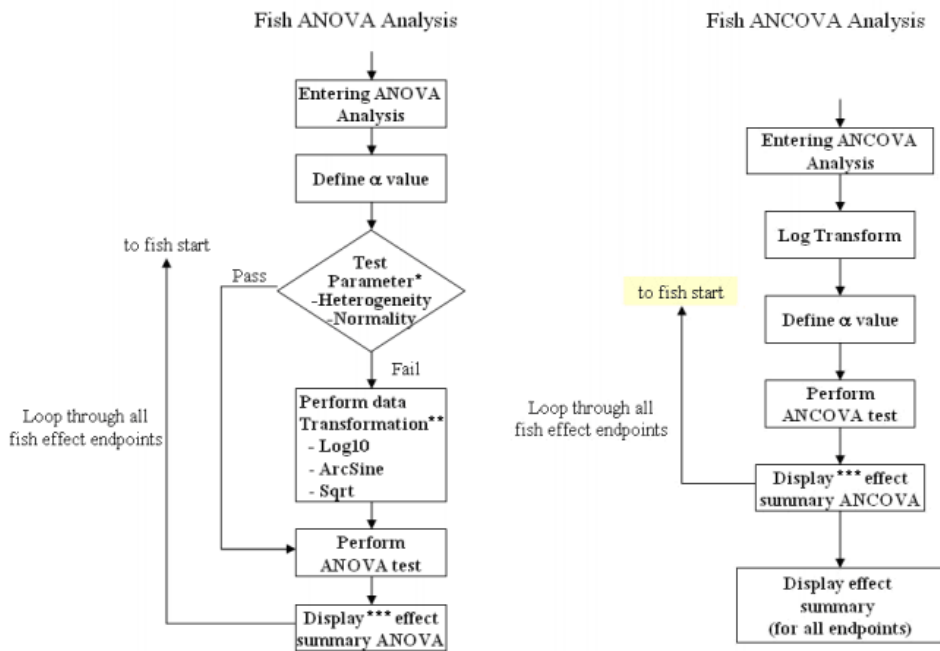 Fish ANOVA Analysis
Entering ANOVA
Analysis
Define α value
to fish start
Pass
Test
Parameter*
-Heterogeneity
-Normality
Fail
Perform data
Transformation**
- Log10
- ArcSine
- Sqrt
Loop through all
fish effect endpoints
Perform
ANOVA test
Display*** effect
summary ANOVA
Fish ANCOVA Analysis
Entering ANCOVA
Analysis
Log Transform
to fish start
Define α value
Perform
ANCOVA test
Loop through all
fish effect endpoints
Display*** effect
summary ANCOVA
Display effect
summary
(for all endpoints)